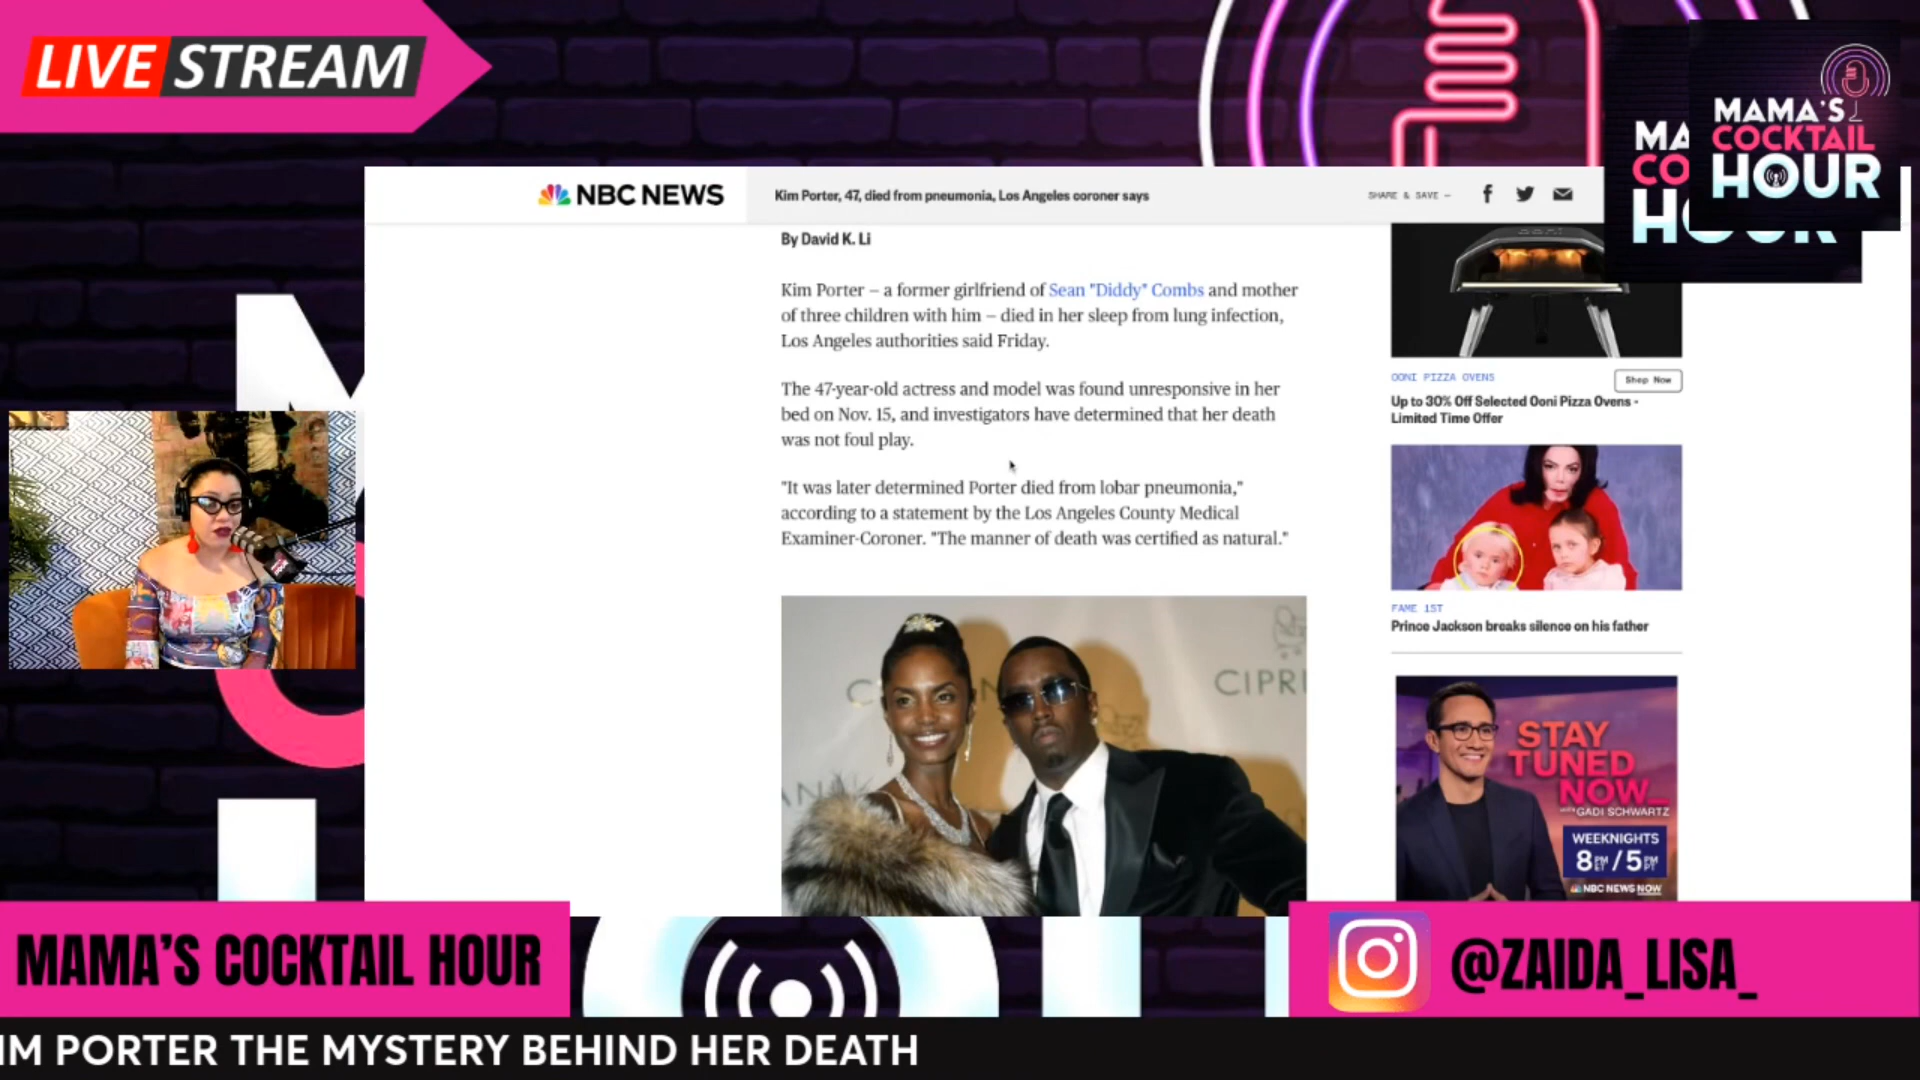 LIVE STREAM
MAMA'S
COCKTAIL
HOUR
MA
CO
NBC NEWS
Kim Porter, 47, died from pneumonia, Los Angeles coroner says
SHARE & SAVE —
By David K. Li
Kim Porter – a former girlfriend of Sean "Diddy" Combs and mother
of three children with him – died in her sleep from lung infection,
Los Angeles authorities said Friday.
The 47-year-old actress and model was found unresponsive in her
bed on Nov. 15, and investigators have determined that her death
was not foul play.
"It was later determined Porter died from lobar pneumonia,"
according to a statement by the Los Angeles County Medical
Examiner-Coroner. "The manner of death was certified as natural."
CIPRI
OONI PIZZA OVENS
Shop Now
Up to 30% Off Selected Ooni Pizza Ovens -
Limited Time Offer
FAME 1ST
Prince Jackson breaks silence on his father
STAY
TUNED
NOW
WITH GADI SCHWARTZ
WEEKNIGHTS
8PM ET / 5PM PT
NBC NEWS NOW
MAMA'S COCKTAIL HOUR
@ZAIDA_LISA_
IM PORTER THE MYSTERY BEHIND HER DEATH